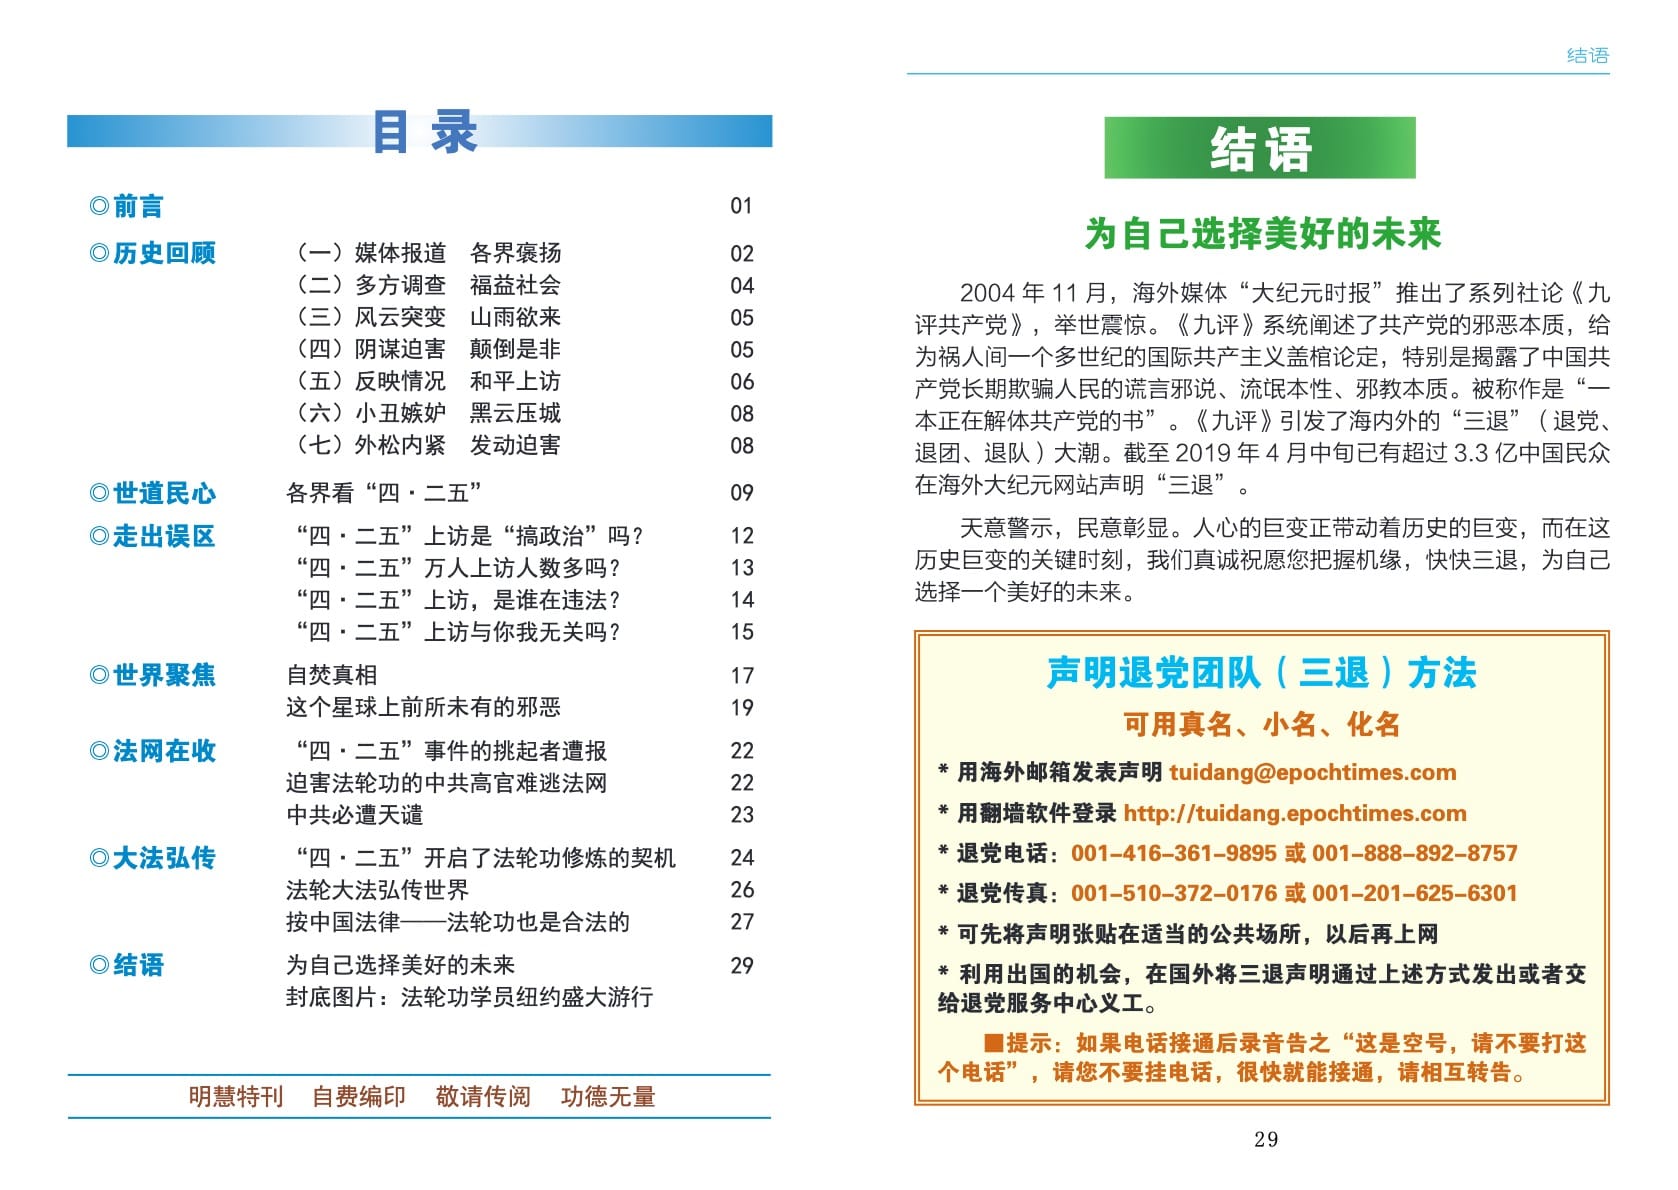 目 录
◎前言 01
◎历史回顾 （一）媒体报道 各界褒扬 02
（二）多方调查 福益社会 04
（三）风云突变 山雨欲来 05
（四）阴谋迫害 颠倒是非 05
（五）反映情况 和平上访 06
（六）小丑嫉妒 黑云压城 08
（七）外松内紧 发动迫害 08
◎世道民心 各界看“四·二五” 09
◎走出误区 “四·二五”上访是“搞政治”吗？ 12
“四·二五”万人上访人数多吗？ 13
“四·二五”上访，是谁在违法？ 14
“四·二五”上访与你我无关吗？ 15
◎世界聚焦 自焚真相 17
这个星球上前所未有的邪恶 19
◎法网在收 “四·二五”事件的挑起者遭报 22
迫害法轮功的中共高官难逃法网 22
中共必遭天谴 23
◎大法弘传 “四·二五”开启了法轮功修炼的契机 24
法轮大法弘传世界 26
按中国法律——法轮功也是合法的 27
◎结语 为自己选择美好的未来 29
封底图片：法轮功学员纽约盛大游行
明慧特刊 自费编印 敬请传阅 功德无量
结语
结语
为自己选择美好的未来
2004 年 11 月，海外媒体“大纪元时报”推出了系列社论《九
评共产党》，举世震惊。《九评》系统阐述了共产党的邪恶本质，给
为祸人间一个多世纪的国际共产主义盖棺论定，特别是揭露了中国共
产党长期欺骗人民的谎言邪说、流氓本性、邪教本质。被称作是“一
本正在解体共产党的书”。《九评》引发了海内外的“三退”（退党、
退团、退队）大潮。截至 2019 年 4 月中旬已有超过 3.3 亿中国民众
在海外大纪元网站声明“三退”。
天意警示，民意彰显。人心的巨变正带动着历史的巨变，而在这
历史巨变的关键时刻，我们真诚祝愿您把握机缘，快快三退，为自己
选择一个美好的未来。
声明退党团队（三退）方法
可用真名、小名、化名
* 用海外邮箱发表声明 tuidang@epochtimes.com
* 用翻墙软件登录 http://tuidang.epochtimes.com
* 退党电话：001-416-361-9895 或 001-888-892-8757
* 退党传真：001-510-372-0176 或 001-201-625-6301
* 可先将声明张贴在适当的公共场所，以后再上网
* 利用出国的机会，在国外将三退声明通过上述方式发出或者交
给退党服务中心义工。
■提示：如果电话接通后录音告之“这是空号，请不要打这
个电话”，请您不要挂电话，很快就能接通，请相互转告。
29